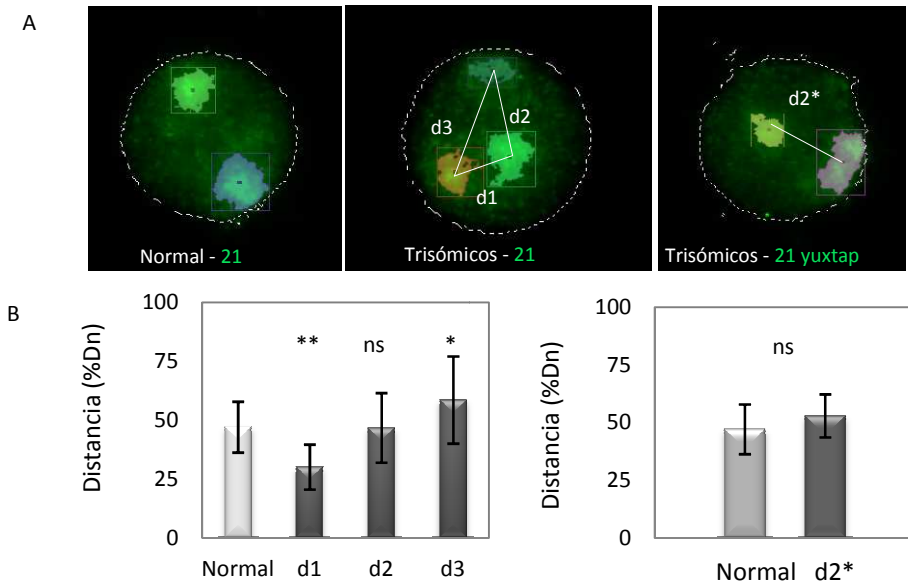 A
d3
d2
d1
d2*
Normal - 21
Trisómicos - 21
Trisómicos - 21 yuxtap
B
Distancia (%Dn)
100
75
50
25
0
**
ns
*
Normal
d1
d2
d3
Distancia (%Dn)
100
75
50
25
0
ns
Normal
d2*